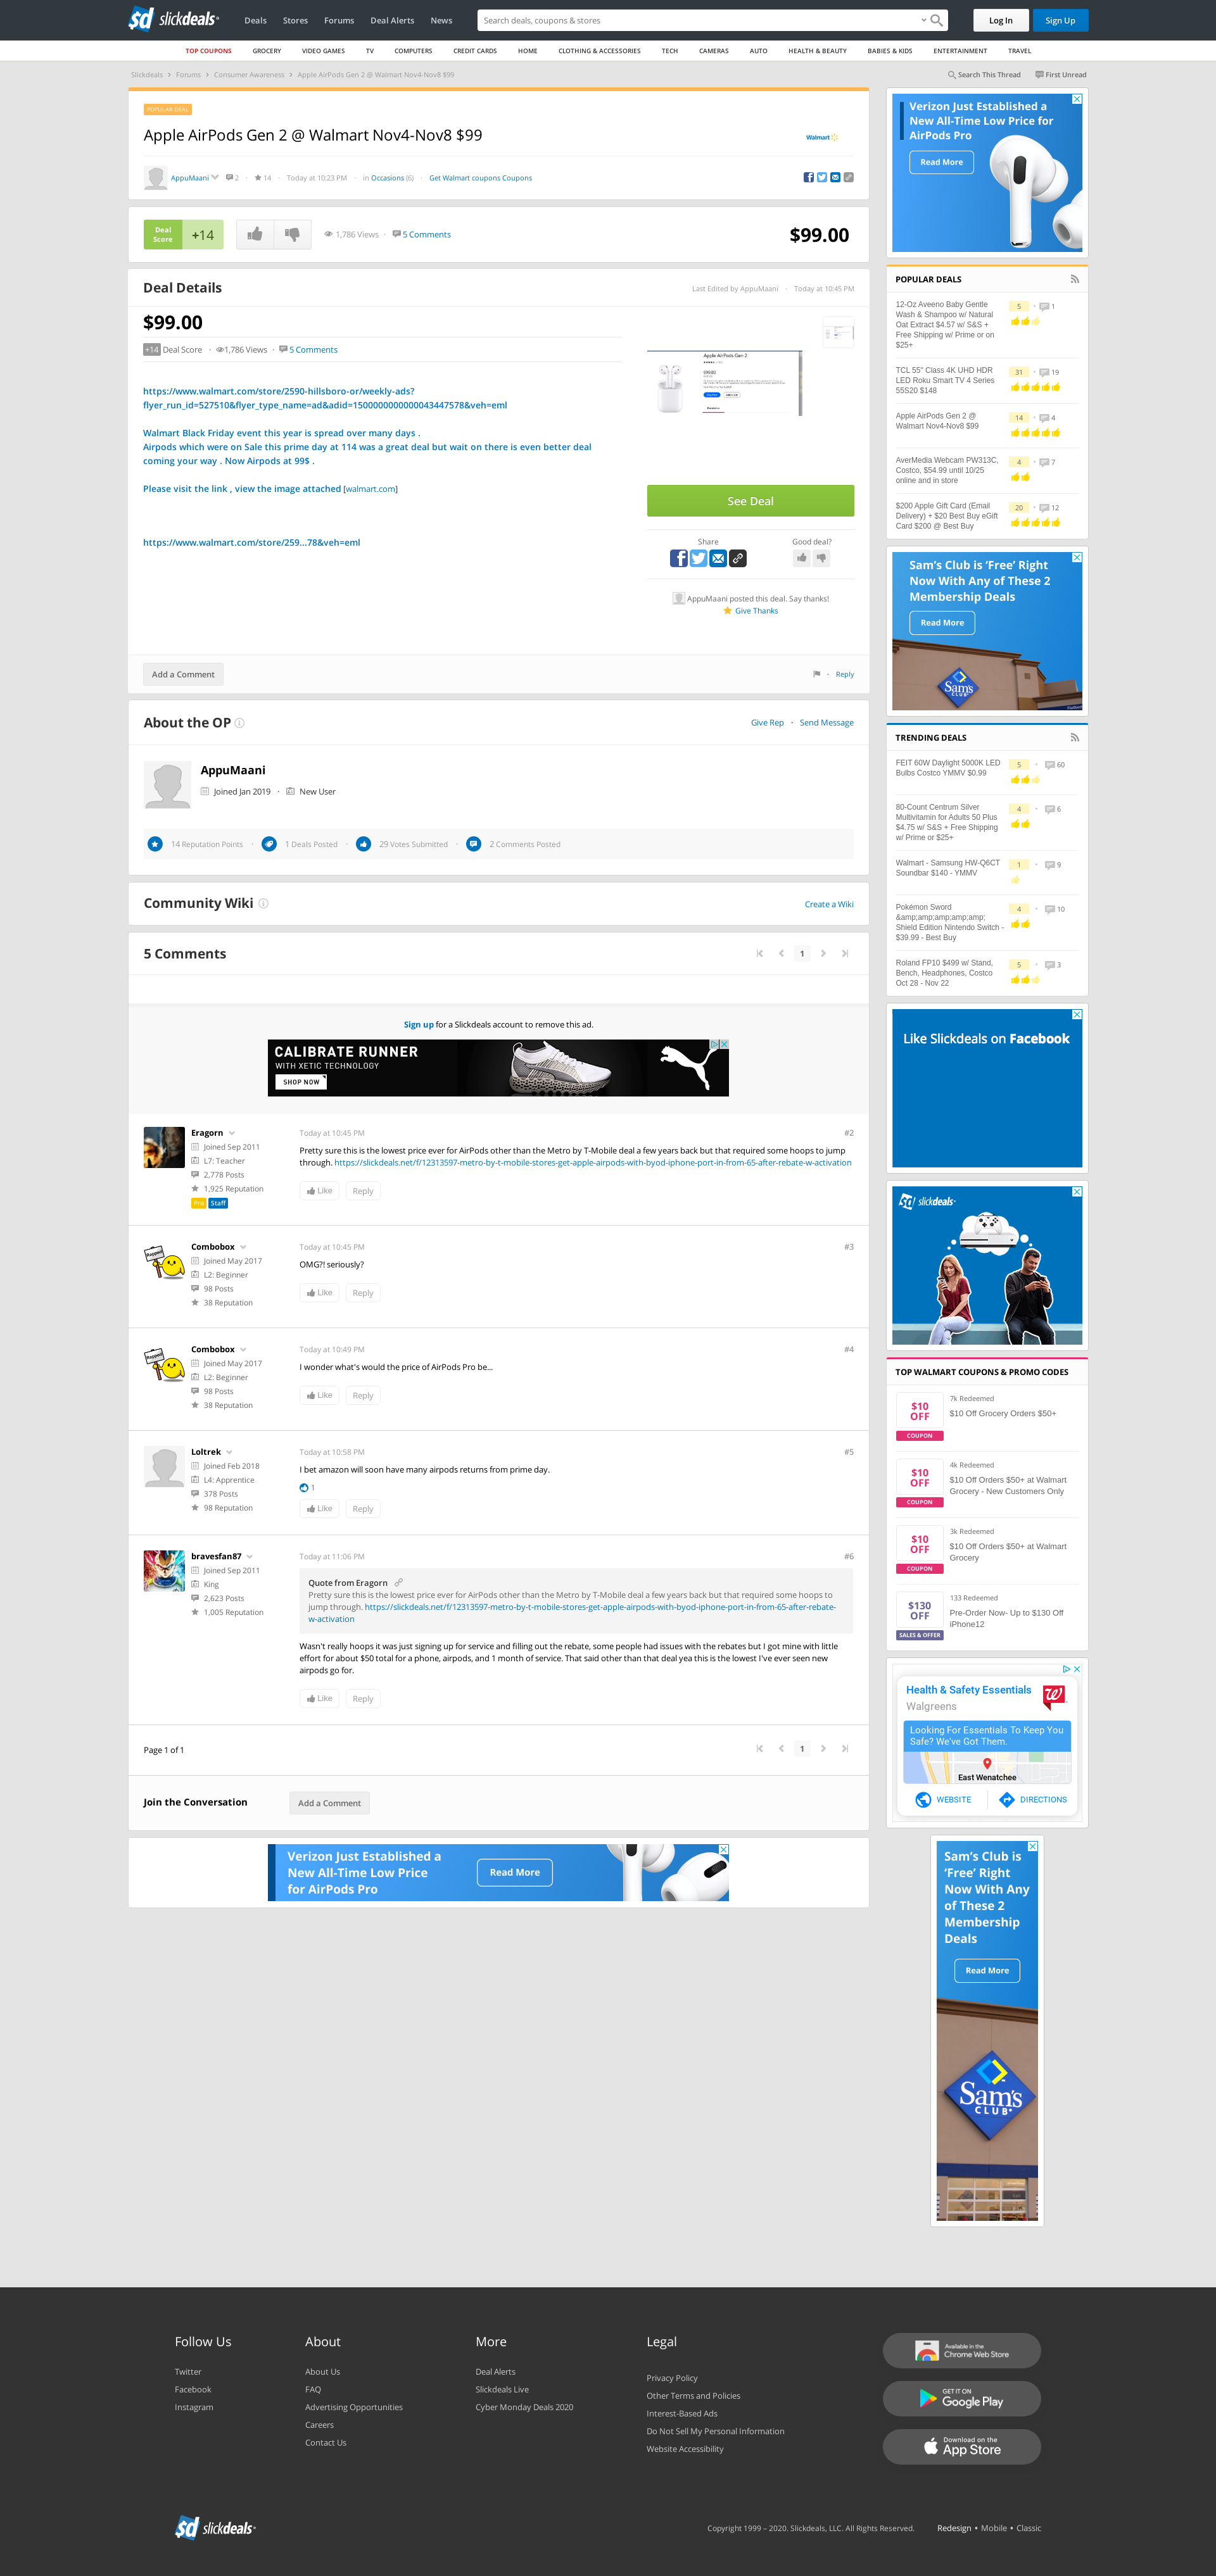 sd slickdeals
Deals
Stores
Forums
Deal Alerts
News
Search deals, coupons & stores
Log In
Sign Up
TOP COUPONS
GROCERY
VIDEO GAMES
TV
COMPUTERS
CREDIT CARDS
HOME
CLOTHING & ACCESSORIES
TECH
CAMERAS
AUTO
HEALTH & BEAUTY
BABIES & KIDS
ENTERTAINMENT
TRAVEL
Slickdeals › Forums › Consumer Awareness › Apple AirPods Gen 2 @ Walmart Nov4-Nov8 $99
Search This Thread
First Unread
POPULAR DEAL
Apple AirPods Gen 2 @ Walmart Nov4-Nov8 $99
Walmart
AppuMaani 2 · 14 · Today at 10:23 PM · in Occasions (6) · Get Walmart coupons Coupons
Deal Score
+14
1,786 Views · 5 Comments
$99.00
Deal Details
Last Edited by AppuMaani · Today at 10:45 PM
$99.00
+14 Deal Score · 1,786 Views · 5 Comments
https://www.walmart.com/store/2590-hillsboro-or/weekly-ads?
flyer_run_id=527510&flyer_type_name=ad&adid=1500000000000043447578&veh=eml
Walmart Black Friday event this year is spread over many days .
Airpods which were on Sale this prime day at 114 was a great deal but wait on there is even better deal
coming your way . Now Airpods at 99$ .
Please visit the link , view the image attached [walmart.com]
https://www.walmart.com/store/259...78&veh=eml
Apple AirPods Gen 2
See Deal
Share
Good deal?
AppuMaani posted this deal. Say thanks!
Give Thanks
Add a Comment
· Reply
About the OP
Give Rep · Send Message
AppuMaani
Joined Jan 2019 · New User
14 Reputation Points · 1 Deals Posted · 29 Votes Submitted · 2 Comments Posted
Community Wiki
Create a Wiki
5 Comments
1
Sign up for a Slickdeals account to remove this ad.
CALIBRATE RUNNER
WITH XETIC TECHNOLOGY
SHOP NOW
Eragorn
Joined Sep 2011
L7: Teacher
2,778 Posts
1,925 Reputation
Pro Staff
Today at 10:45 PM
#2
Pretty sure this is the lowest price ever for AirPods other than the Metro by T-Mobile deal a few years back but that required some hoops to jump
through. https://slickdeals.net/f/12313597-metro-by-t-mobile-stores-get-apple-airpods-with-byod-iphone-port-in-from-65-after-rebate-w-activation
Like
Reply
Combobox
Joined May 2017
L2: Beginner
98 Posts
38 Reputation
Today at 10:45 PM
#3
OMG?! seriously?
Like
Reply
Combobox
Joined May 2017
L2: Beginner
98 Posts
38 Reputation
Today at 10:49 PM
#4
I wonder what's would the price of AirPods Pro be...
Like
Reply
Loltrek
Joined Feb 2018
L4: Apprentice
378 Posts
98 Reputation
Today at 10:58 PM
#5
I bet amazon will soon have many airpods returns from prime day.
1
Like
Reply
bravesfan87
Joined Sep 2011
King
2,623 Posts
1,005 Reputation
Today at 11:06 PM
#6
Quote from Eragorn
Pretty sure this is the lowest price ever for AirPods other than the Metro by T-Mobile deal a few years back but that required some hoops to
jump through. https://slickdeals.net/f/12313597-metro-by-t-mobile-stores-get-apple-airpods-with-byod-iphone-port-in-from-65-after-rebate-
w-activation
Wasn't really hoops it was just signing up for service and filling out the rebate, some people had issues with the rebates but I got mine with little
effort for about $50 total for a phone, airpods, and 1 month of service. That said other than that deal yea this is the lowest I've ever seen new
airpods go for.
Like
Reply
Page 1 of 1
1
Join the Conversation
Add a Comment
Verizon Just Established a
New All-Time Low Price
for AirPods Pro
Read More
Verizon Just Established a
New All-Time Low Price for
AirPods Pro
Read More
POPULAR DEALS
12-Oz Aveeno Baby Gentle
Wash & Shampoo w/ Natural
Oat Extract $4.57 w/ S&S +
Free Shipping w/ Prime or on
$25+
5 · 1
TCL 55" Class 4K UHD HDR
LED Roku Smart TV 4 Series
55S20 $148
31 · 19
Apple AirPods Gen 2 @
Walmart Nov4-Nov8 $99
14 · 4
AverMedia Webcam PW313C,
Costco, $54.99 until 10/25
online and in store
4 · 7
$200 Apple Gift Card (Email
Delivery) + $20 Best Buy eGift
Card $200 @ Best Buy
20 · 12
Sam's Club is 'Free' Right
Now With Any of These 2
Membership Deals
Read More
Sam's CLUB
TRENDING DEALS
FEIT 60W Daylight 5000K LED
Bulbs Costco YMMV $0.99
5 · 60
80-Count Centrum Silver
Multivitamin for Adults 50 Plus
$4.75 w/ S&S + Free Shipping
w/ Prime or $25+
4 · 6
Walmart - Samsung HW-Q6CT
Soundbar $140 - YMMV
1 · 9
Pokémon Sword
&amp;amp;amp;amp;amp;
Shield Edition Nintendo Switch -
$39.99 - Best Buy
4 · 10
Roland FP10 $499 w/ Stand,
Bench, Headphones, Costco
Oct 28 - Nov 22
5 · 3
Like Slickdeals on Facebook
sd slickdeals
TOP WALMART COUPONS & PROMO CODES
$10
OFF
COUPON
7k Redeemed
$10 Off Grocery Orders $50+
$10
OFF
COUPON
4k Redeemed
$10 Off Orders $50+ at Walmart
Grocery - New Customers Only
$10
OFF
COUPON
3k Redeemed
$10 Off Orders $50+ at Walmart
Grocery
$130
OFF
SALES & OFFER
133 Redeemed
Pre-Order Now- Up to $130 Off
iPhone12
Health & Safety Essentials
Walgreens
Looking For Essentials To Keep You
Safe? We've Got Them.
East Wenatchee
WEBSITE
DIRECTIONS
Sam's Club is
'Free' Right
Now With Any
of These 2
Membership
Deals
Read More
Sam's
CLUB
Follow Us
Twitter
Facebook
Instagram
About
About Us
FAQ
Advertising Opportunities
Careers
Contact Us
More
Deal Alerts
Slickdeals Live
Cyber Monday Deals 2020
Legal
Privacy Policy
Other Terms and Policies
Interest-Based Ads
Do Not Sell My Personal Information
Website Accessibility
Available in the
Chrome Web Store
GET IT ON
Google Play
Download on the
App Store
sd slickdeals
Copyright 1999 – 2020. Slickdeals, LLC. All Rights Reserved.
Redesign • Mobile • Classic